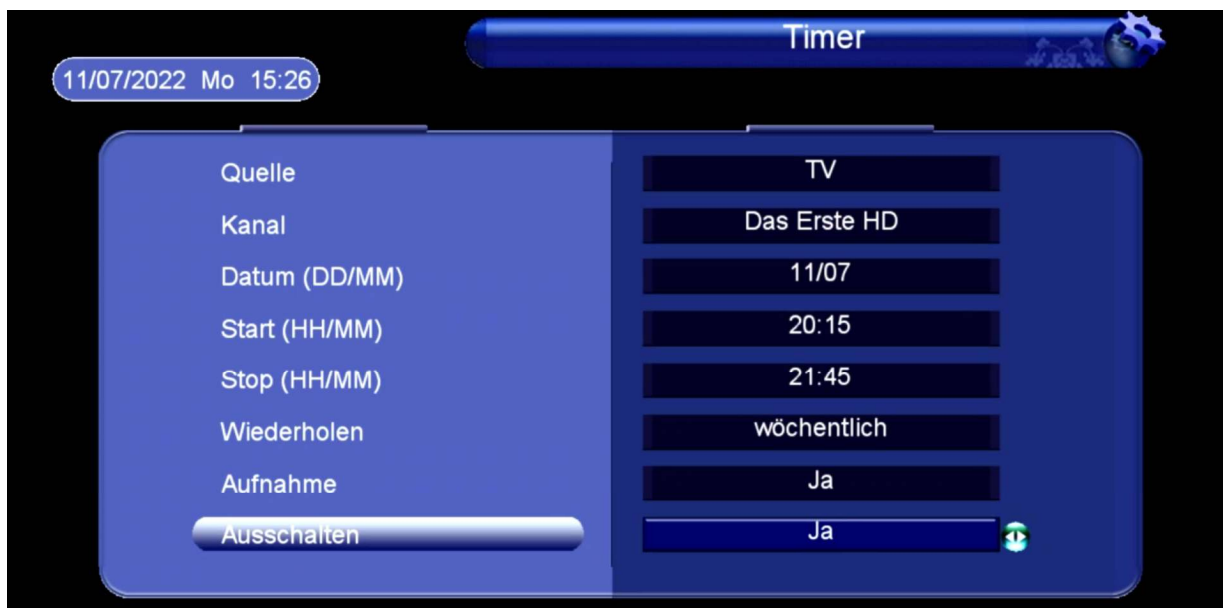 Timer
11/07/2022 Mo 15:26
Quelle TV
Kanal Das Erste HD
Datum (DD/MM) 11/07
Start (HH/MM) 20:15
Stop (HH/MM) 21:45
Wiederholen wöchentlich
Aufnahme Ja
Ausschalten Ja